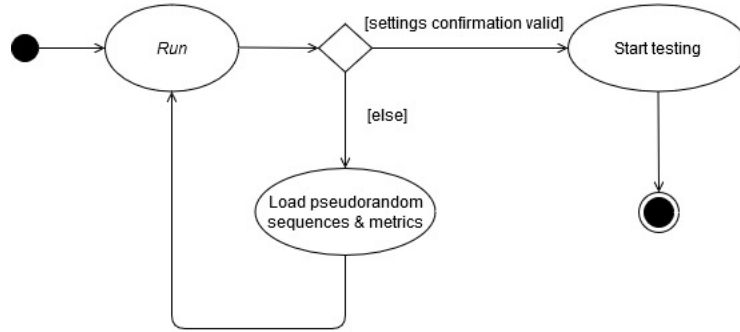 [settings confirmation valid]
Run
Start testing
[else]
Load pseudorandom
sequences & metrics